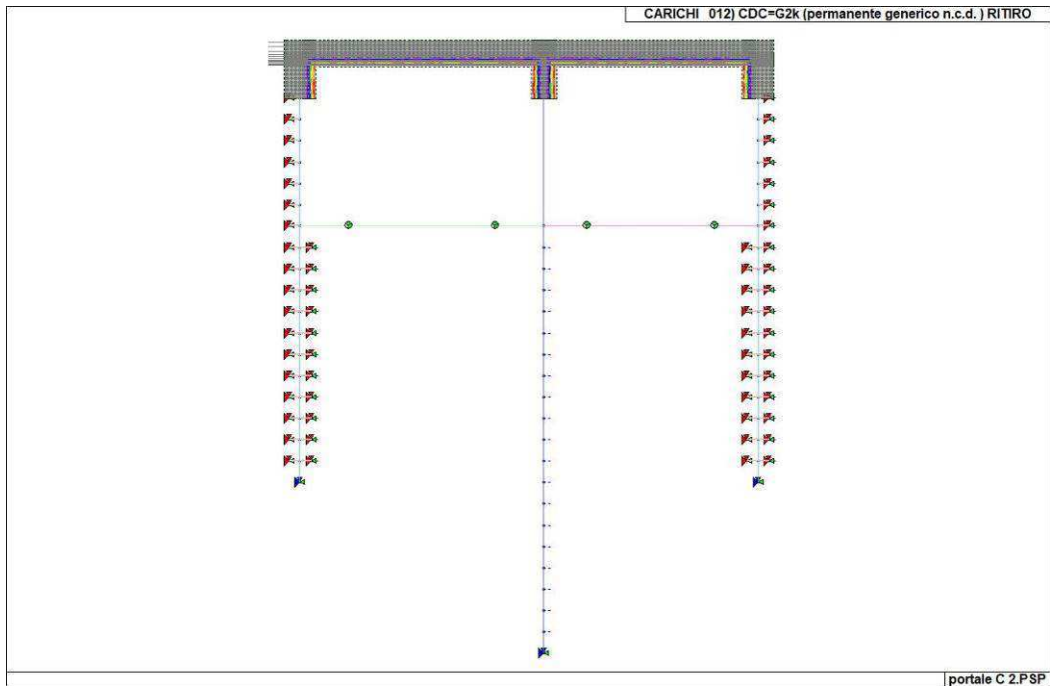 CARICHI 012) CDC=G2k (permanente generico n.c.d. ) RITIRO
portale C 2.PSP